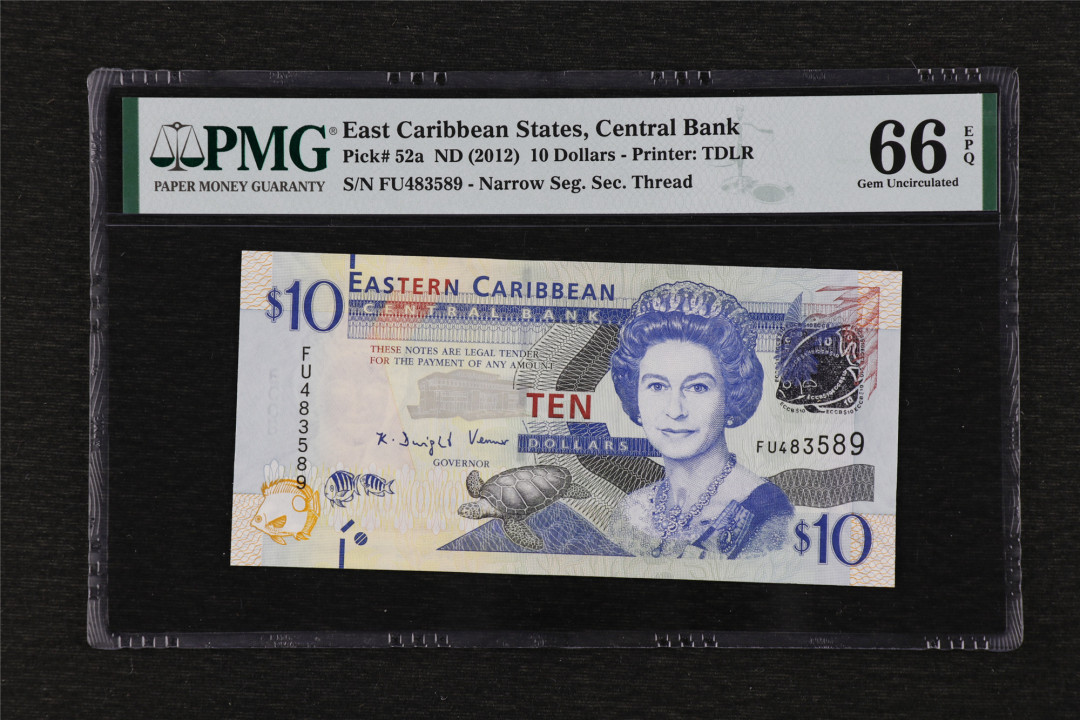 PMG®
PAPER MONEY GUARANTY
East Caribbean States, Central Bank
Pick# 52a ND (2012) 10 Dollars - Printer: TDLR
S/N FU483589 - Narrow Seg. Sec. Thread
66
EPQ
Gem Uncirculated
$10
EASTERN CARIBBEAN
CENTRAL BANK
THESE NOTES ARE LEGAL TENDER
FOR THE PAYMENT OF ANY AMOUNT
FU483589
TEN
DOLLARS
K. Dwight Venner
GOVERNOR
FU483589
$10